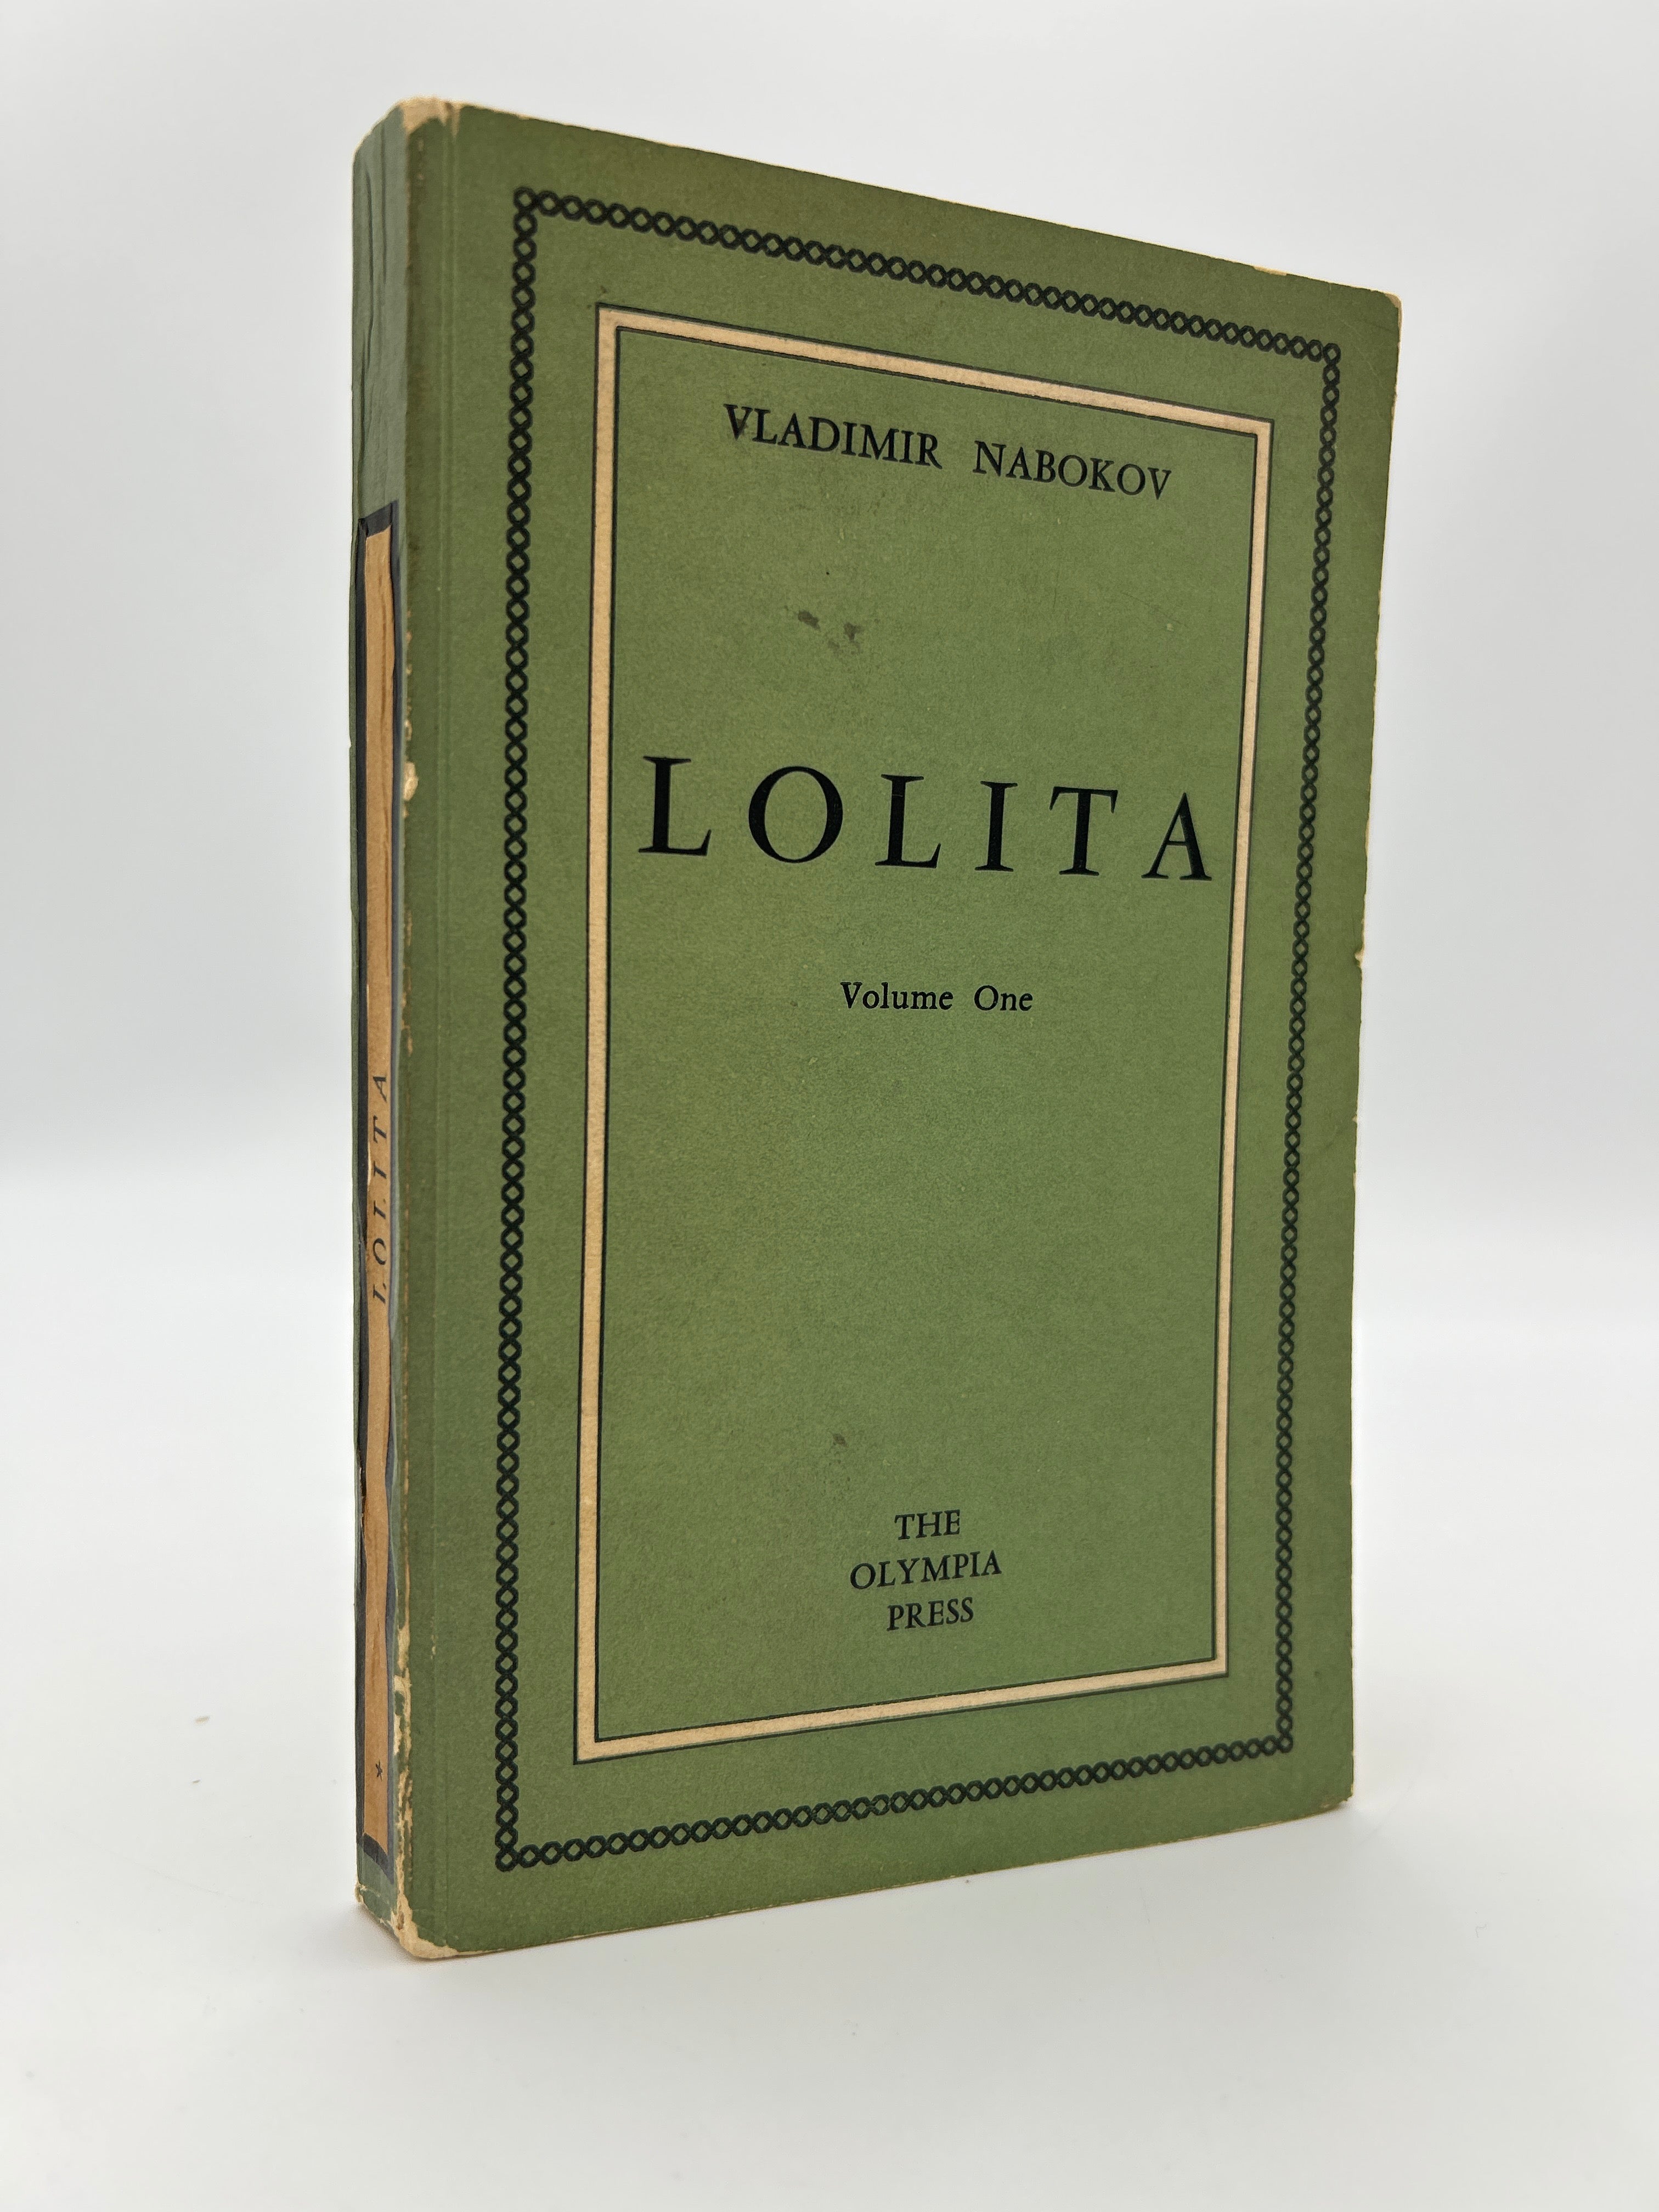 VLADIMIR NABOKOV
LOLITA
Volume One
THE
OLYMPIA
PRESS
LOLITA
*